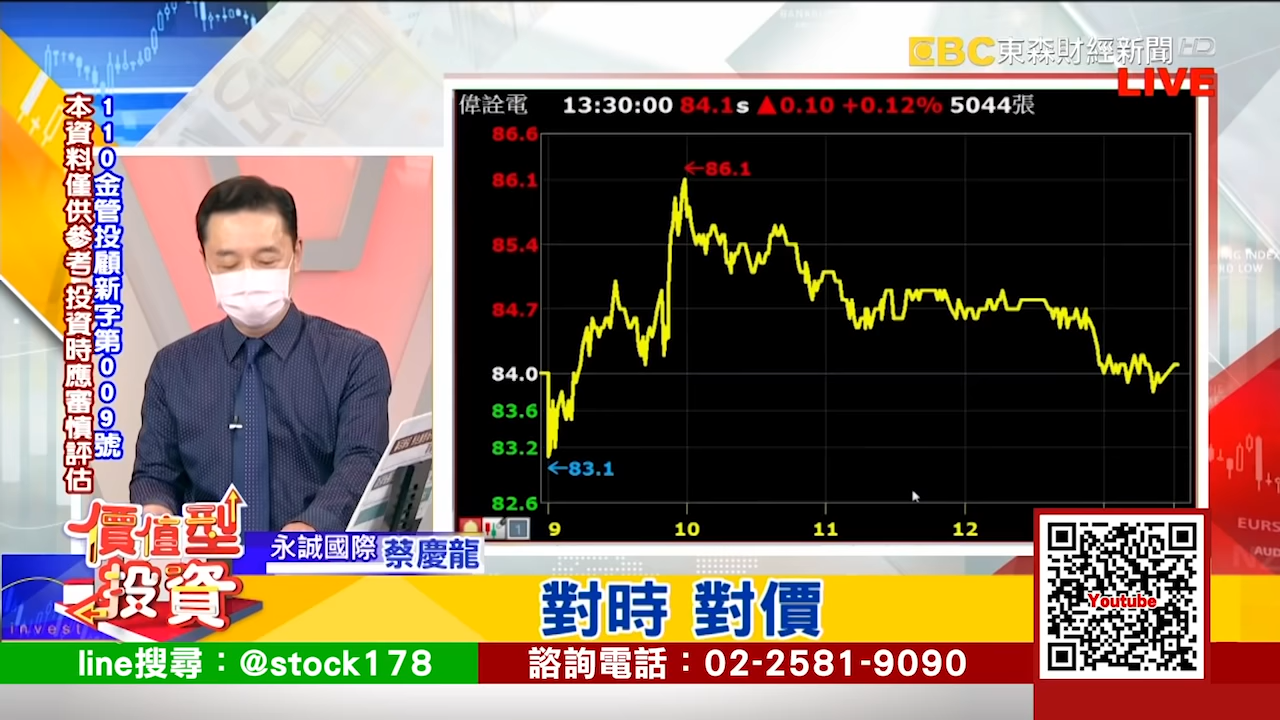 EBC 東森財經新聞 HD
LIVE
110金管投顧新字第009號
本資料僅供參考 投資時應審慎評估
偉詮電 13:30:00 84.1s ▲0.10 +0.12% 5044張
86.6
←86.1
86.1
85.4
84.7
84.0
83.6
83.2
←83.1
82.6
9 10 11 12
價值型
投資
invest
永誠國際 蔡慶龍
對時 對價
Youtube
line搜尋：@stock178
諮詢電話：02-2581-9090